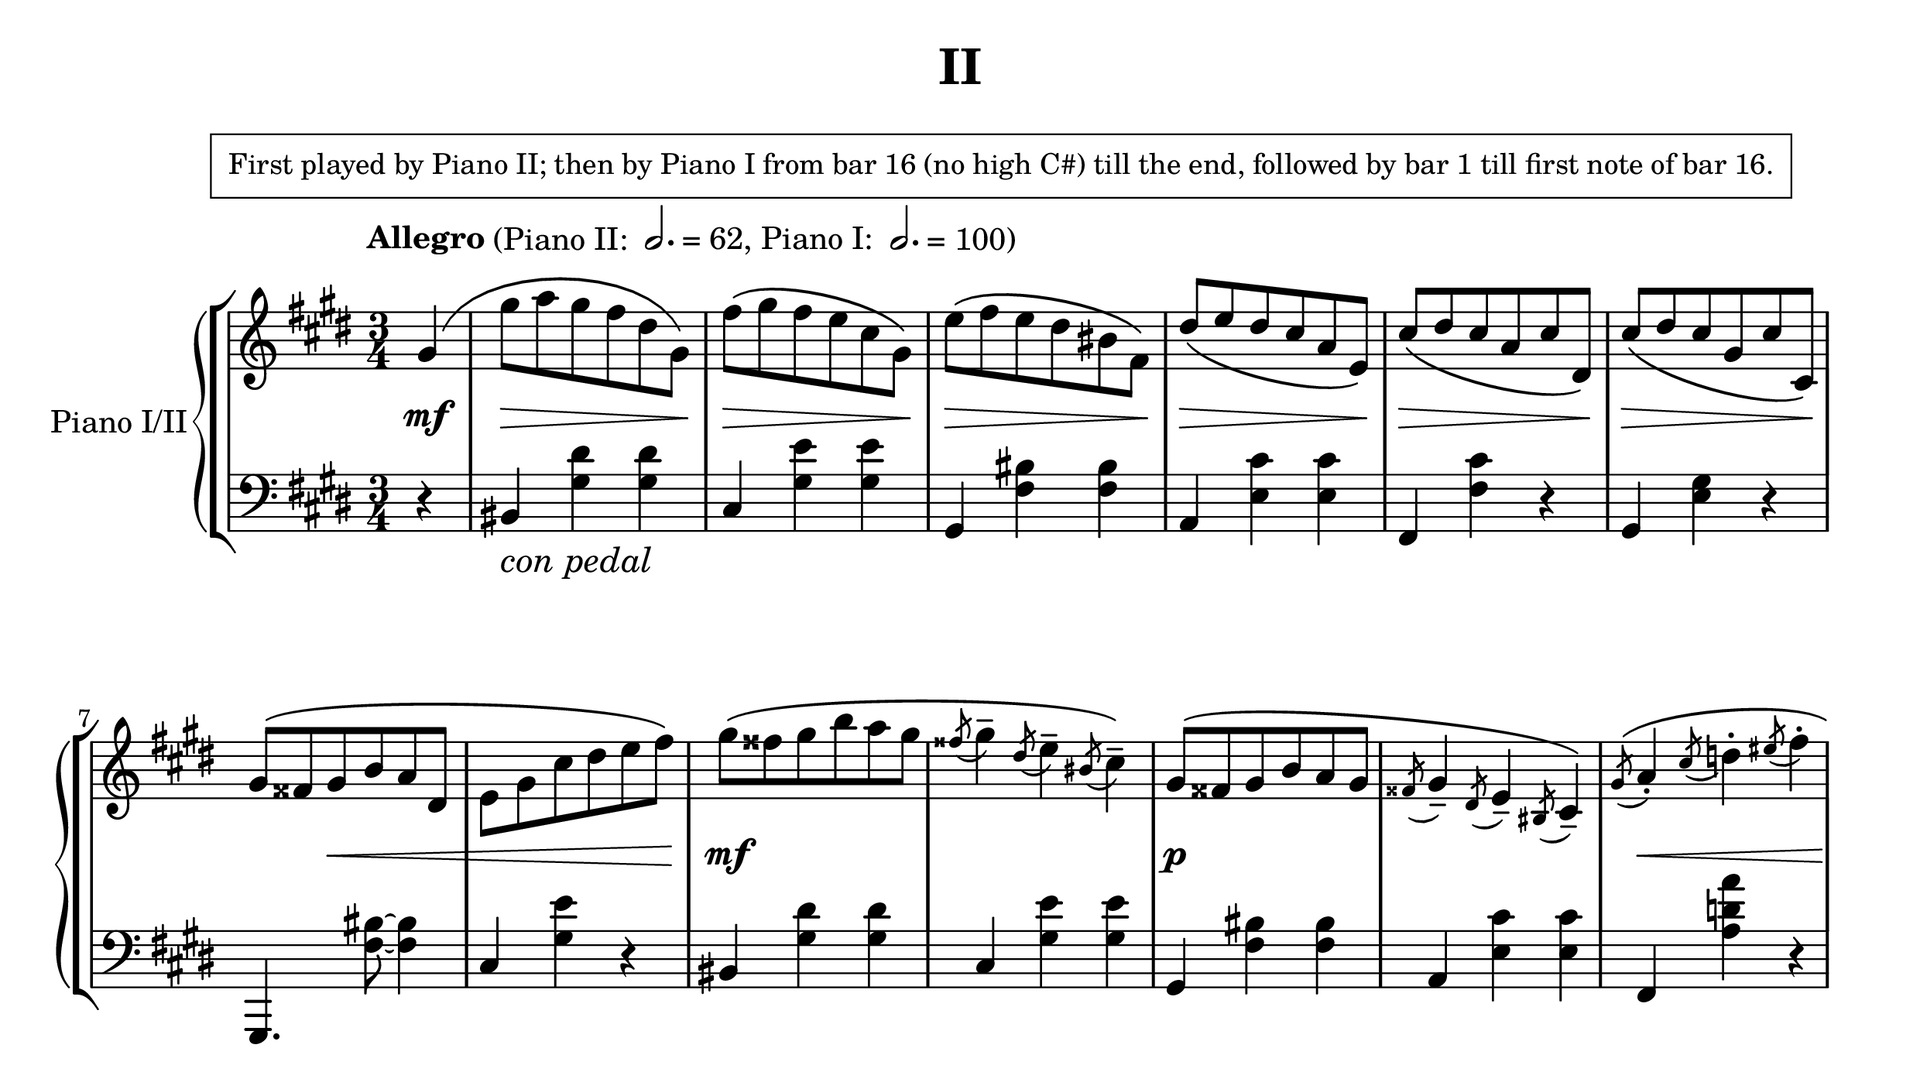 II
First played by Piano II; then by Piano I from bar 16 (no high C#) till the end, followed by bar 1 till first note of bar 16.
Allegro (Piano II: 𝅗𝅥. = 62, Piano I: 𝅗𝅥. = 100)
3
4
mf
Piano I/II
3
4
con pedal
7
mf
p